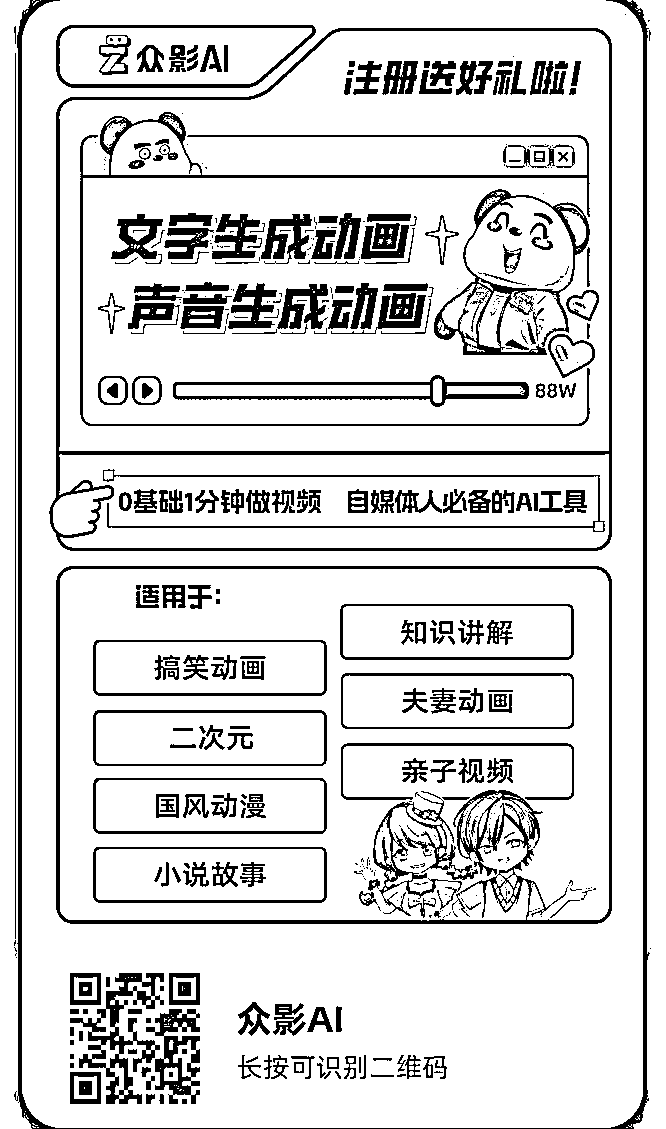 众影AI
注册送好礼啦!
文字生成动画
声音生成动画
88W
0基础1分钟做视频 自媒体人必备的AI工具
适用于:
知识讲解
搞笑动画
夫妻动画
二次元
亲子视频
国风动漫
小说故事
众影AI
长按可识别二维码